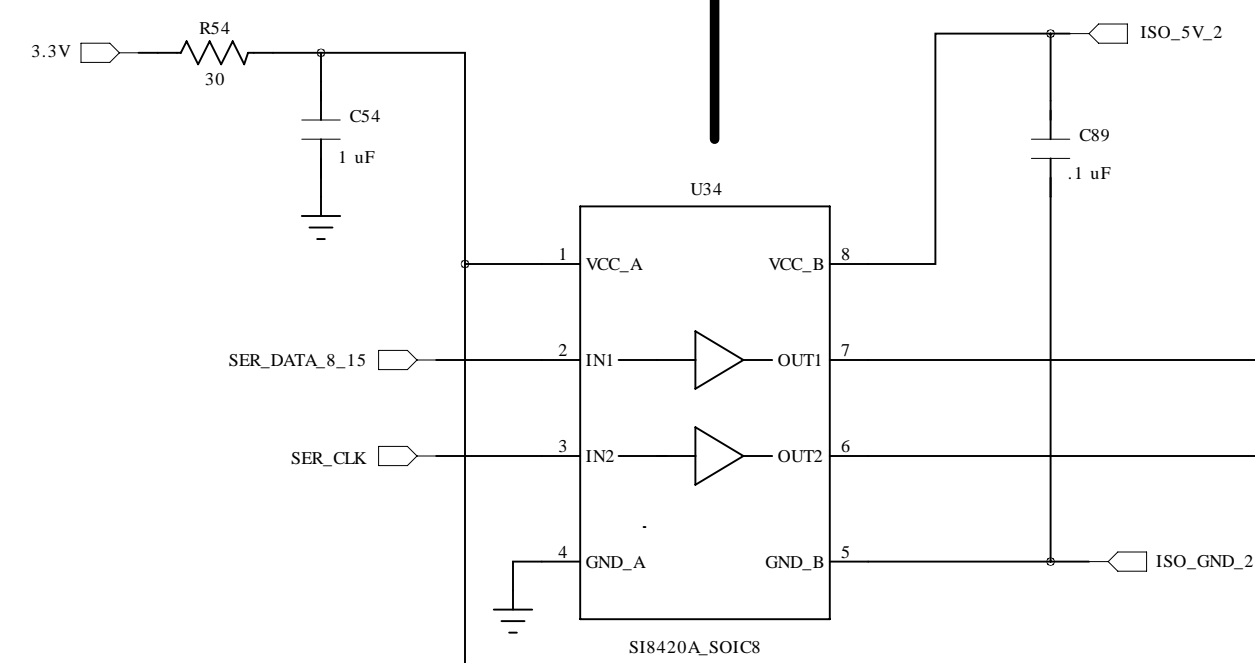 R54
3.3V
30
C54
1 uF
ISO_5V_2
C89
.1 uF
U34
1
VCC_A
VCC_B
8
SER_DATA_8_15
2
IN1
OUT1
7
SER_CLK
3
IN2
OUT2
6
4
GND_A
GND_B
5
ISO_GND_2
SI8420A_SOIC8